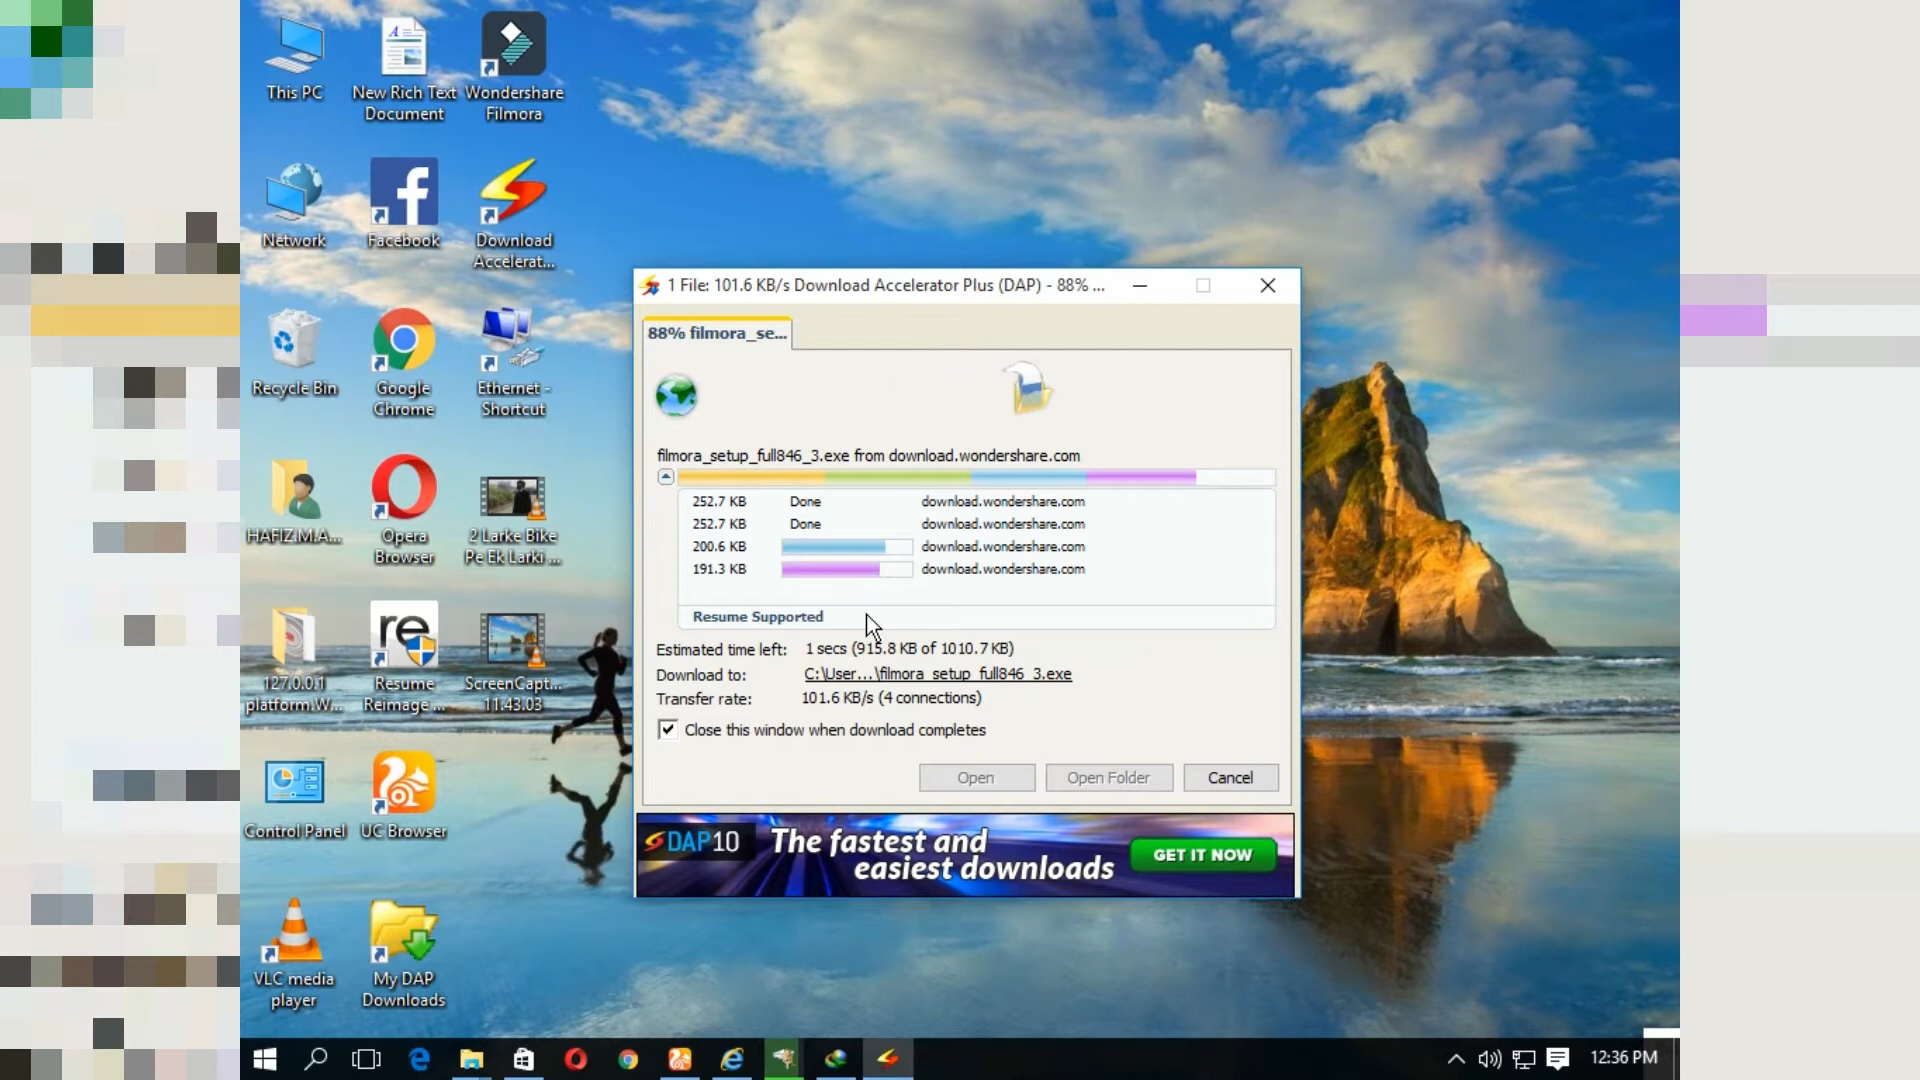 This PC
New Rich Text
Document
Wondershare
Filmora
Network
Facebook
Download
Accelerat...
Recycle Bin
Google
Chrome
Ethernet -
Shortcut
HAFIZ.M.A...
Opera
Browser
2 Larke Bike
Pe Ek Larki ...
127.0.0.1
platform.W...
re
Resume
Reimage ...
ScreenCapt...
11.43.03
Control Panel
UC Browser
VLC media
player
My DAP
Downloads
1 File: 101.6 KB/s Download Accelerator Plus (DAP) - 88% ...
88% filmora_se...
filmora_setup_full846_3.exe from download.wondershare.com
252.7 KB Done download.wondershare.com
252.7 KB Done download.wondershare.com
200.6 KB download.wondershare.com
191.3 KB download.wondershare.com
Resume Supported
Estimated time left: 1 secs (915.8 KB of 1010.7 KB)
Download to: C:\User...\filmora_setup_full846_3.exe
Transfer rate: 101.6 KB/s (4 connections)
Close this window when download completes
Open Open Folder Cancel
DAP10
The fastest and
easiest downloads
GET IT NOW
12:36 PM